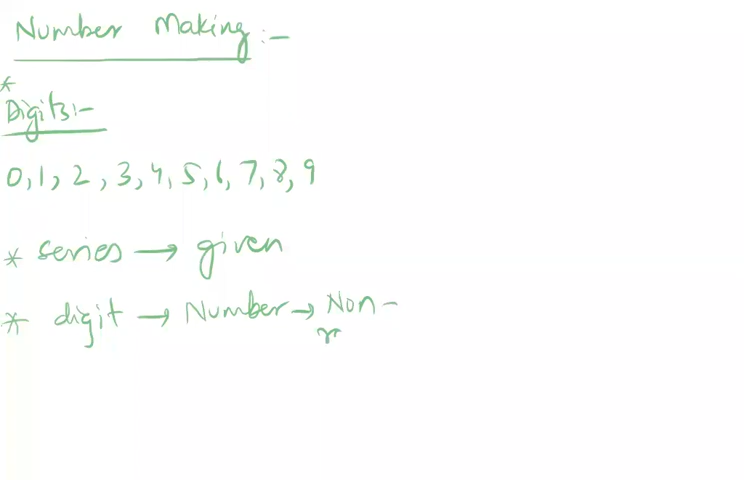 Number Making :-
*
Digits :-
0, 1, 2, 3, 4, 5, 6, 7, 8, 9
* series → given
* digit → Number → Non -
r